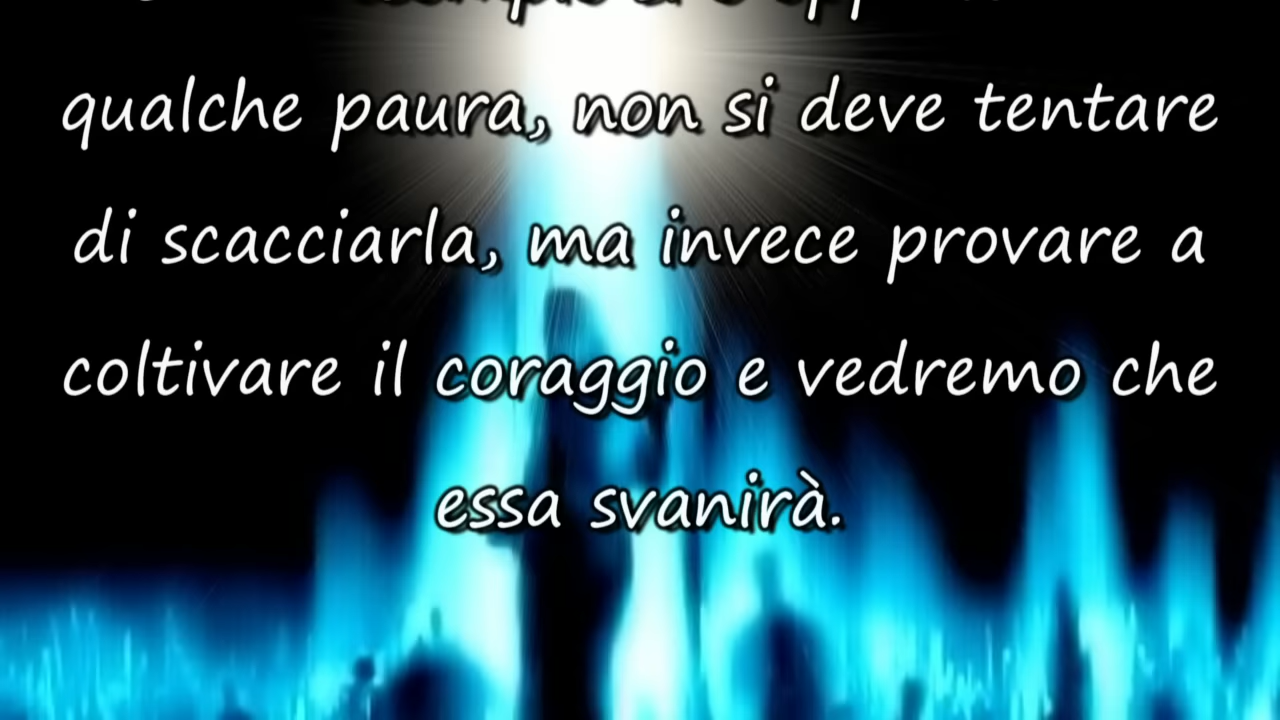 qualche paura, non si deve tentare
di scacciarla, ma invece provare a
coltivare il coraggio e vedremo che
essa svanirà.